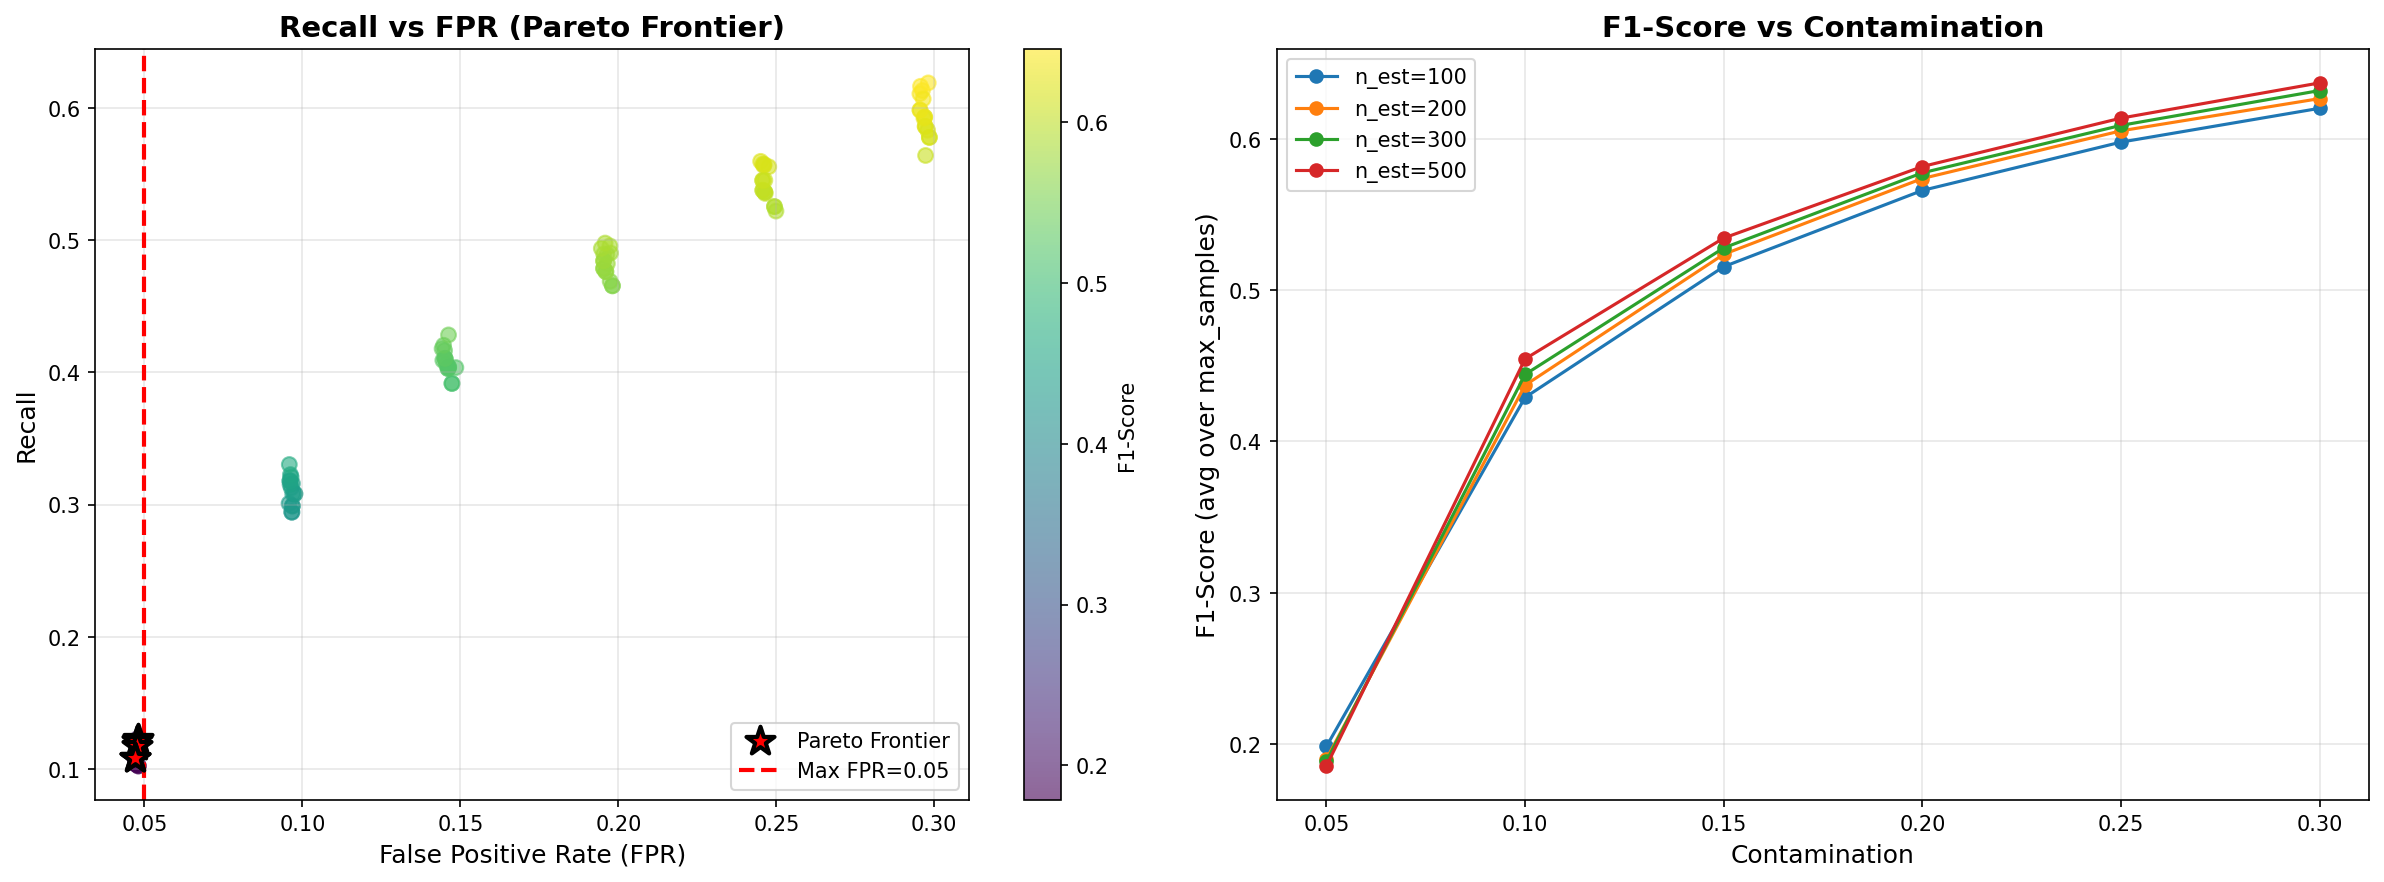 Recall vs FPR (Pareto Frontier)
Recall
0.6
0.5
0.4
0.3
0.2
0.1
0.05
0.10
0.15
0.20
0.25
0.30
False Positive Rate (FPR)
Pareto Frontier
Max FPR=0.05
0.6
0.5
0.4
0.3
0.2
F1-Score
F1-Score vs Contamination
n_est=100
n_est=200
n_est=300
n_est=500
F1-Score (avg over max_samples)
0.6
0.5
0.4
0.3
0.2
0.05
0.10
0.15
0.20
0.25
0.30
Contamination